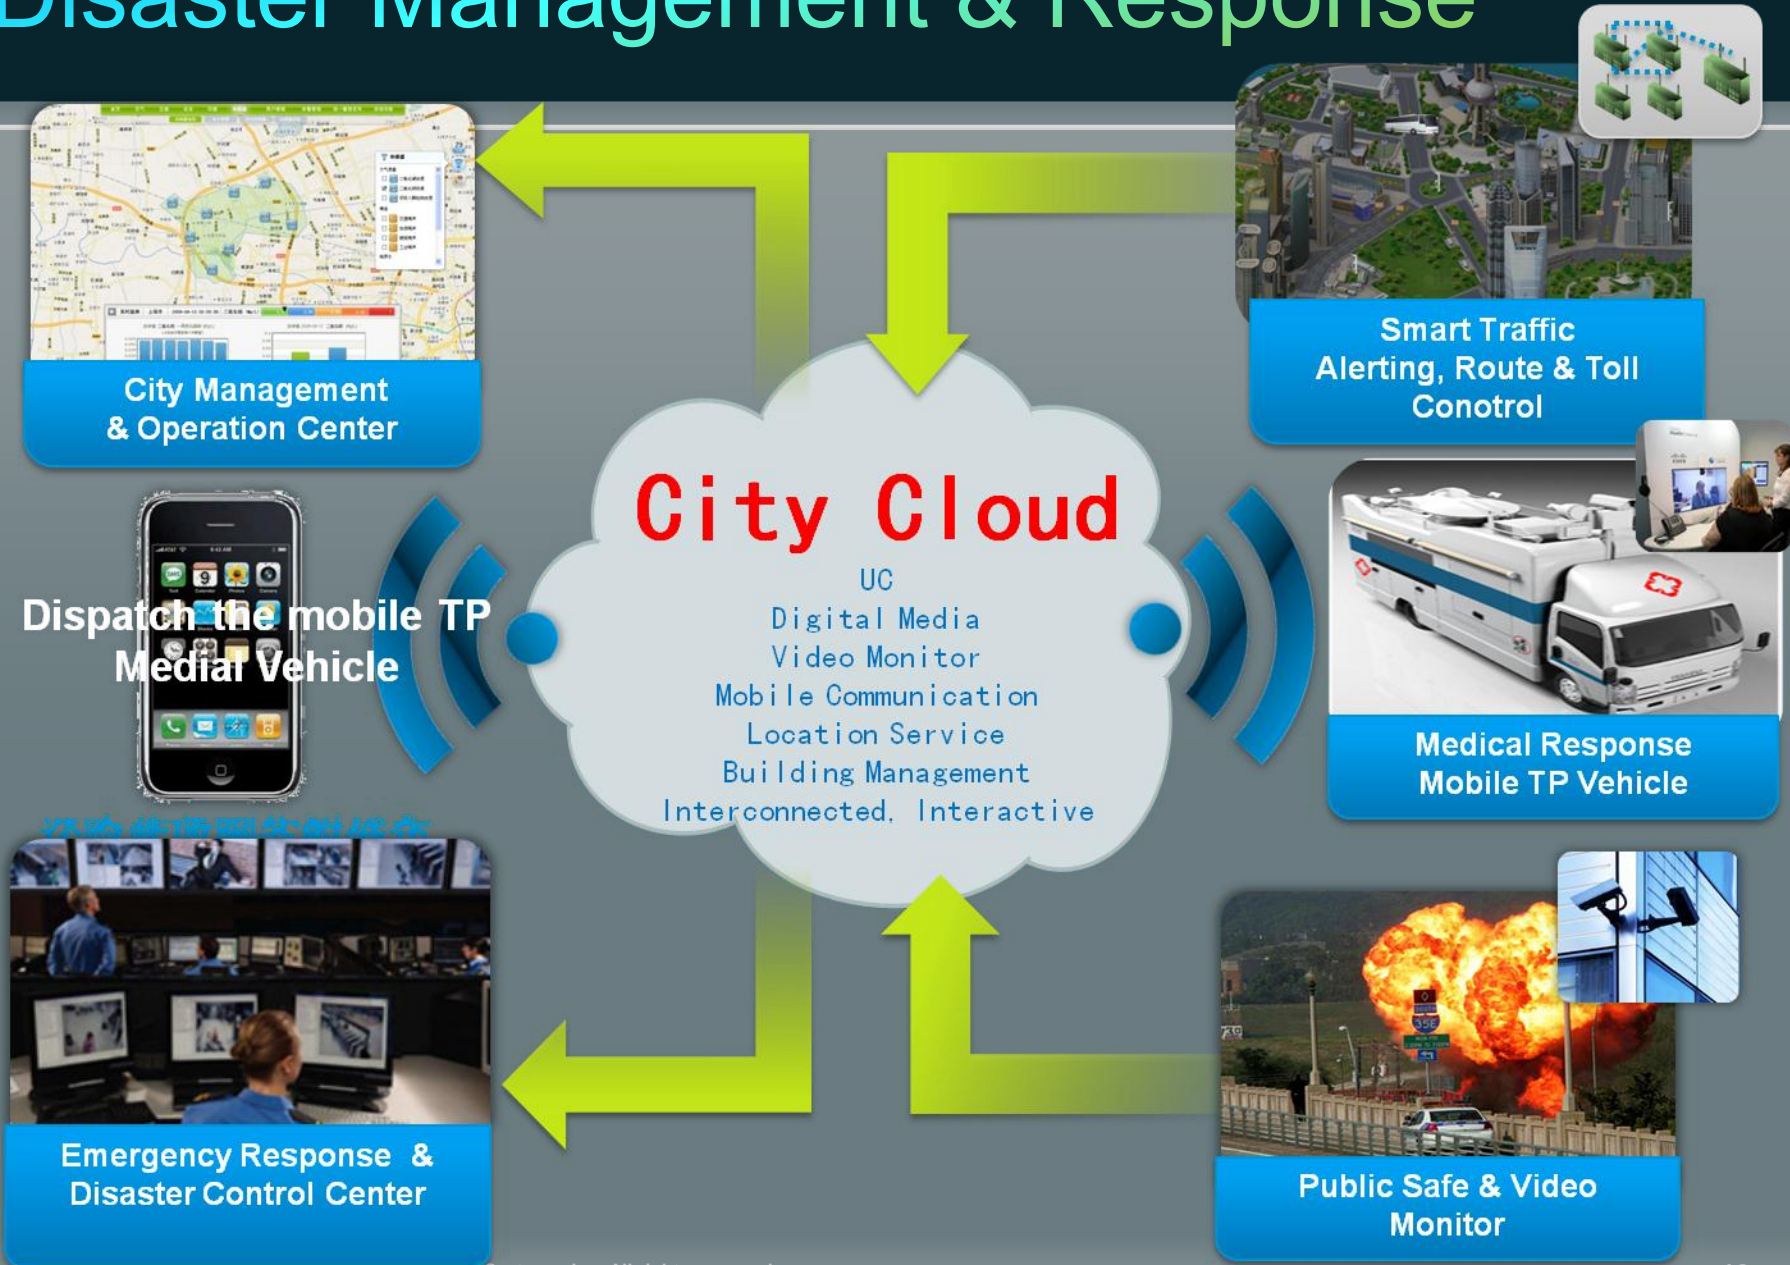 Disaster Management & Response
City Management
& Operation Center
Smart Traffic
Alerting, Route & Toll
Conotrol
City Cloud
UC
Digital Media
Video Monitor
Mobile Communication
Location Service
Building Management
Interconnected, Interactive
Dispatch the mobile TP
Medial Vehicle
Medical Response
Mobile TP Vehicle
Emergency Response &
Disaster Control Center
35E
Public Safe & Video
Monitor